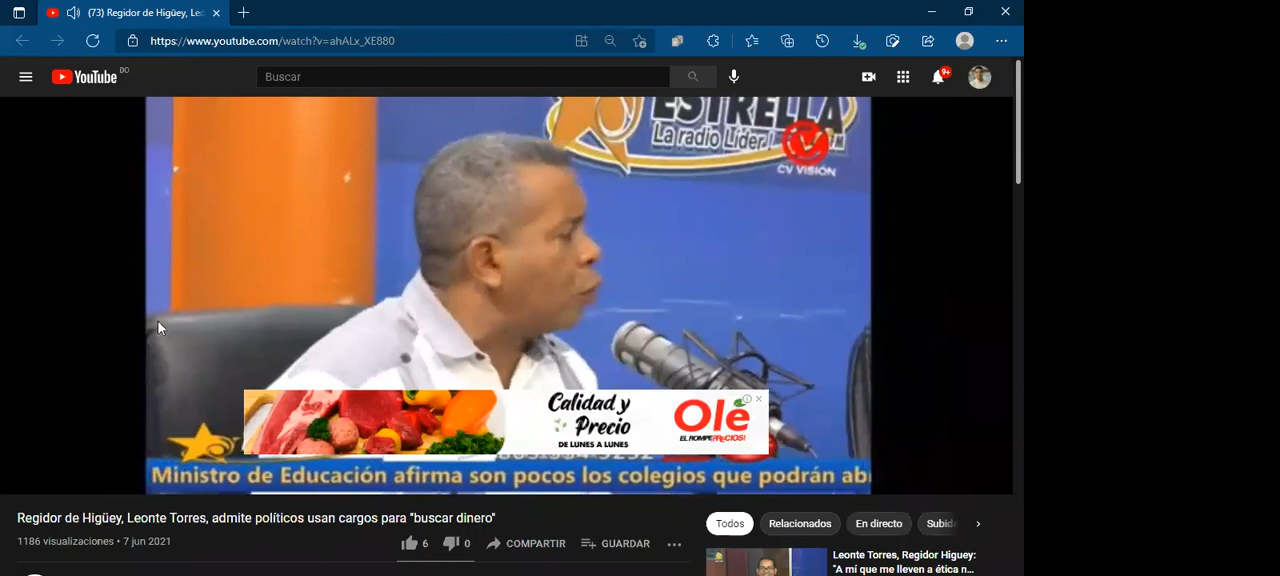 (73) Regidor de Higüey, Le
https://www.youtube.com/watch?v=ahALx_XE880
YouTube DO
Buscar
9+
ESTRELLA
La radio Líder!
FM
CV VISIÓN
Calidad y
Precio
DE LUNES A LUNES
Olé
EL ROMPEPRECIOS!
Ministro de Educación afirma son pocos los colegios que podrán ab
Regidor de Higüey, Leonte Torres, admite políticos usan cargos para "buscar dinero"
1186 visualizaciones • 7 jun 2021
6
0
COMPARTIR
GUARDAR
Todos
Relacionados
En directo
Subid
Leonte Torres, Regidor Higuey:
"A mí que me lleven a ética n...